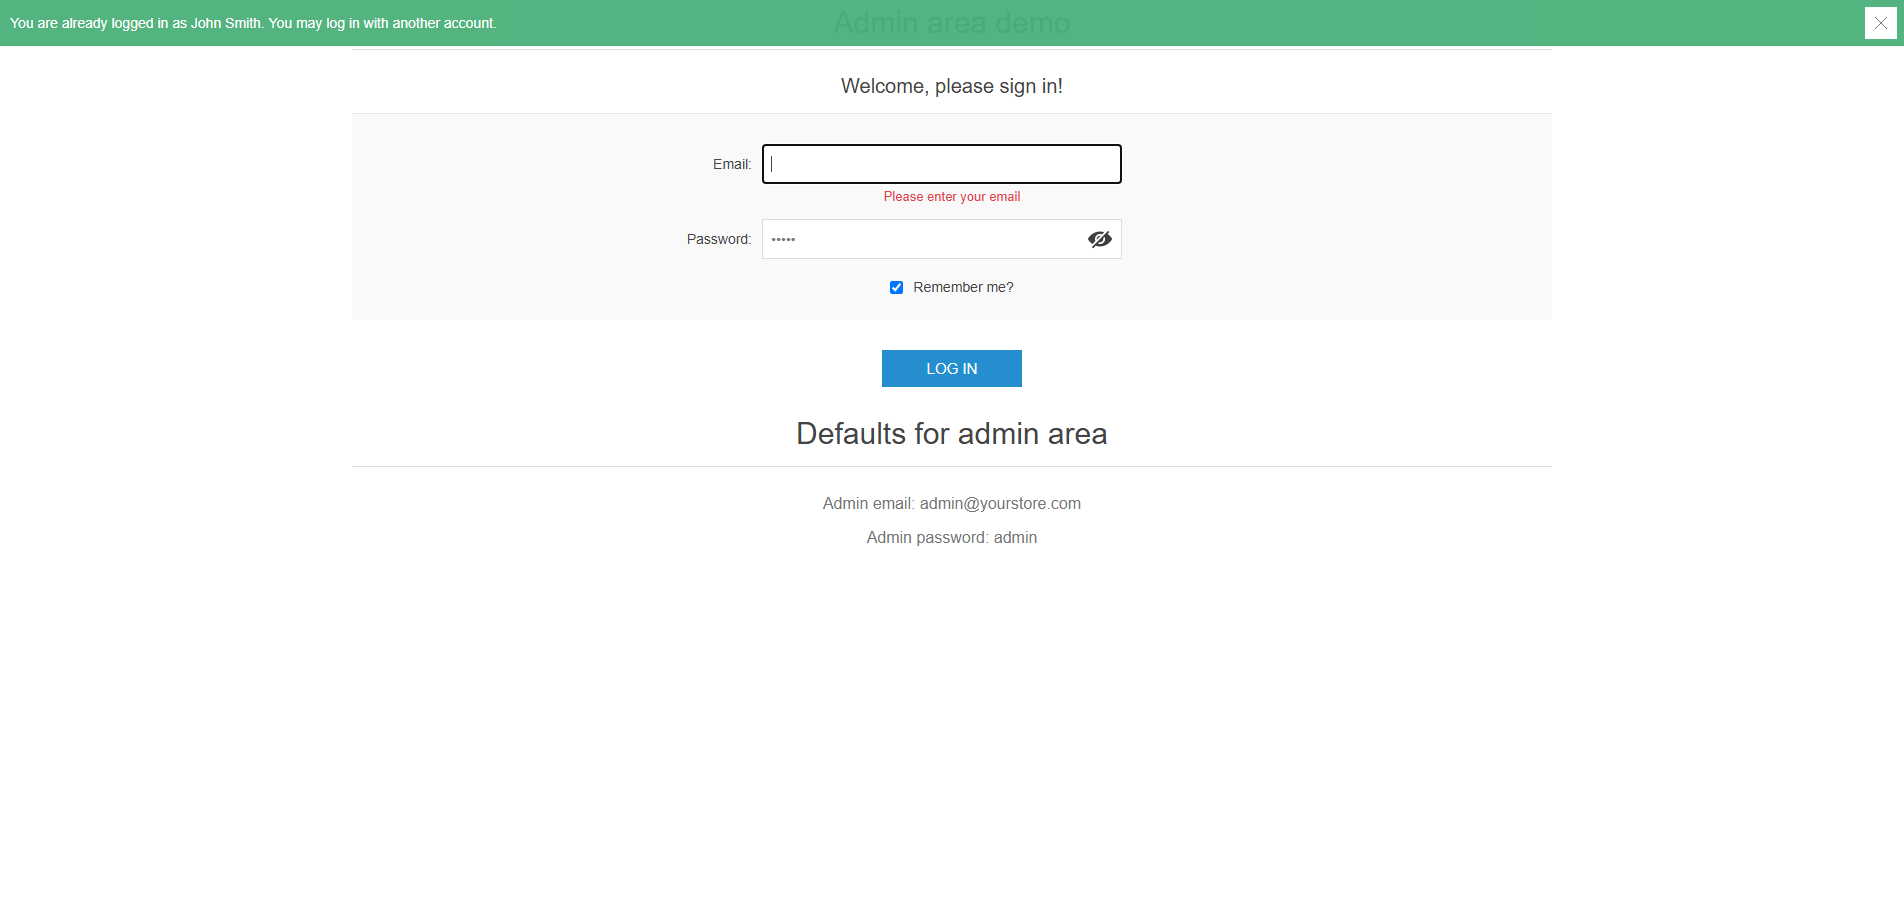 You are already logged in as John Smith. You may log in with another account.
Admin area demo
Welcome, please sign in!
Email:
Please enter your email
Password: •••••
Remember me?
LOG IN
Defaults for admin area
Admin email: admin@yourstore.com
Admin password: admin